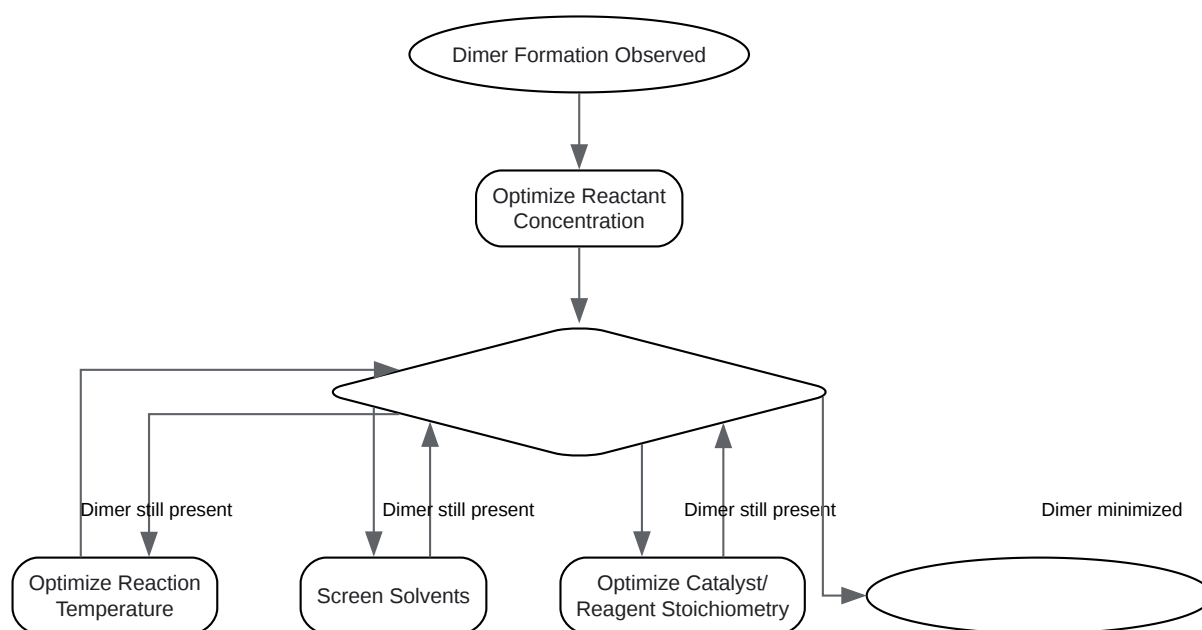 Dimer Formation Observed
Optimize Reactant
Concentration
Dimer still present
Dimer still present
Dimer still present
Dimer minimized
Optimize Reaction
Temperature
Screen Solvents
Optimize Catalyst/
Reagent Stoichiometry